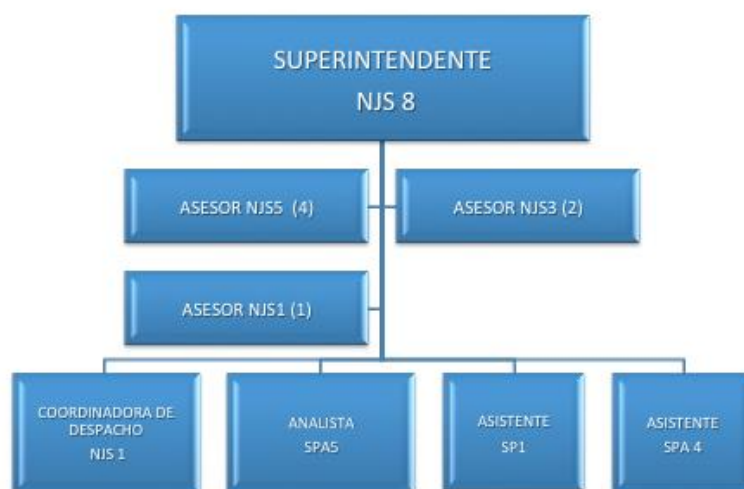 SUPERINTENDENTE
NJS 8
ASESOR NJS5 (4)
ASESOR NJS3 (2)
ASESOR NJS1 (1)
COORDINADORA DE
DESPACHO
NJS 1
ANALISTA
SPA5
ASISTENTE
SP1
ASISTENTE
SPA 4